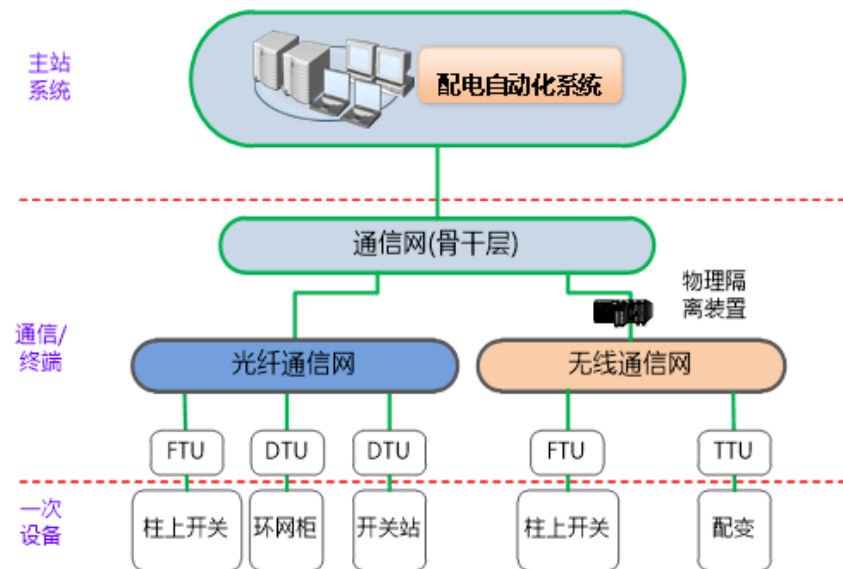 主站
系统
配电自动化系统
通信网(骨干层)
物理隔
离装置
通信/
终端
光纤通信网
无线通信网
FTU
DTU
DTU
FTU
TTU
一次
设备
柱上开关
环网柜
开关站
柱上开关
配变